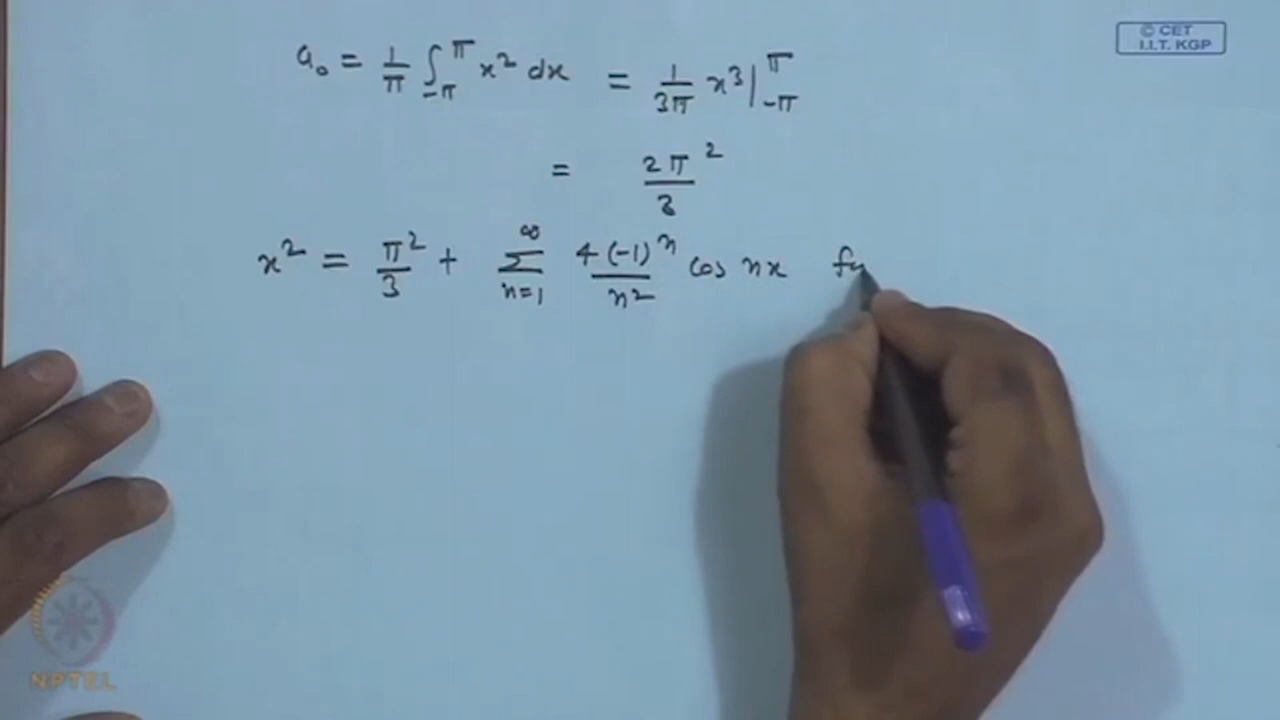 © CET
I.I.T. KGP
a₀ = 1/π ∫_{-π}^{π} x² dx = 1/3π x³|_{-π}^{π}
= 2π²/3
x² = π²/3 + Σ_{n=1}^{∞} 4(-1)ⁿ/n² cos nx
NPTEL